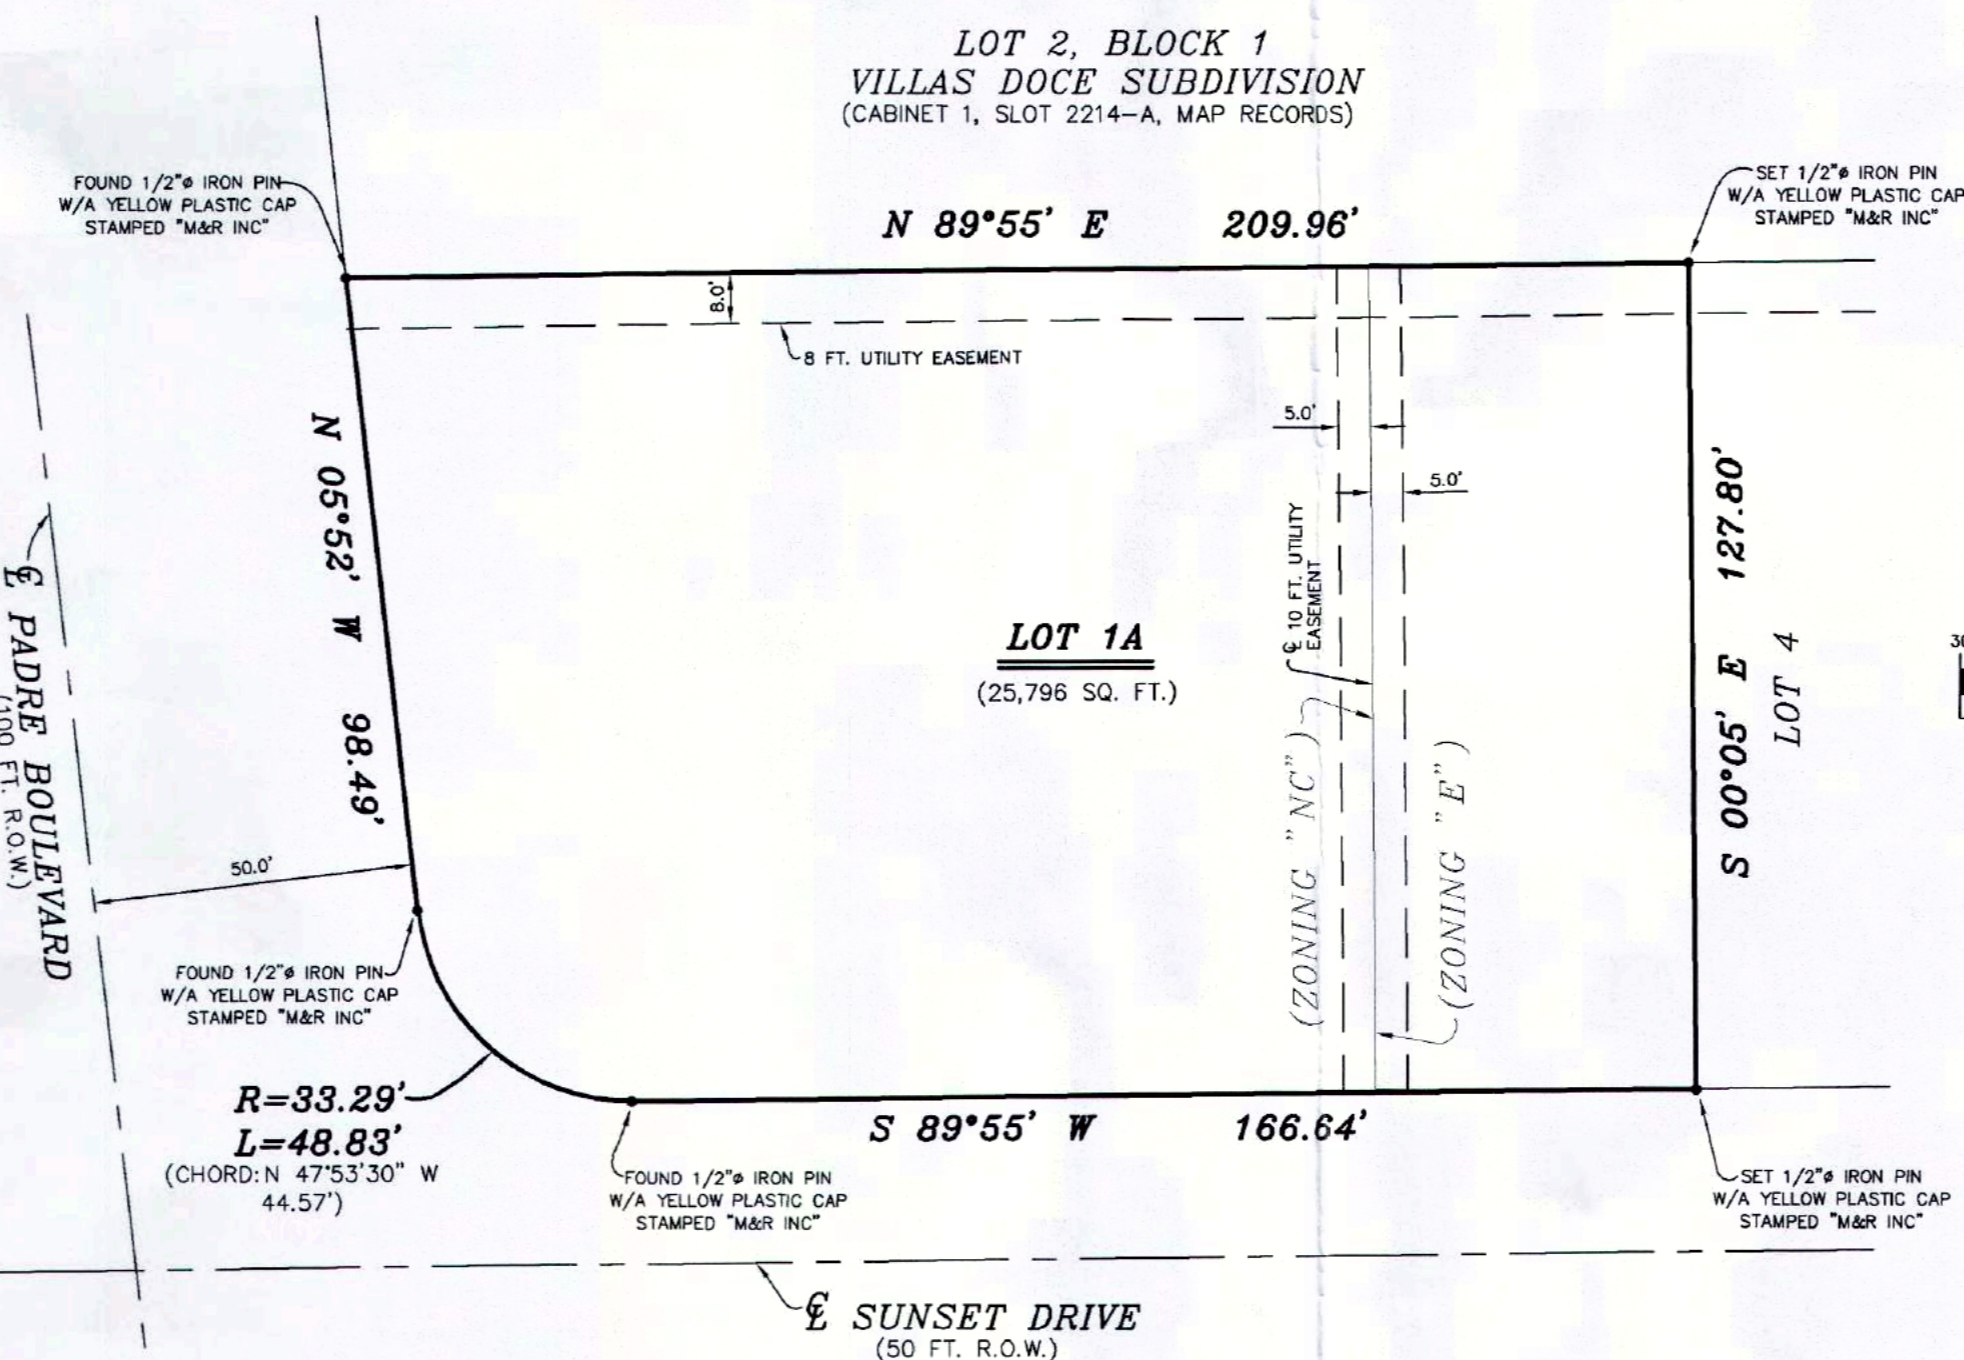 LOT 2, BLOCK 1
VILLAS DOCE SUBDIVISION
(CABINET 1, SLOT 2214-A, MAP RECORDS)
FOUND 1/2"ø IRON PIN
W/A YELLOW PLASTIC CAP
STAMPED "M&R INC"
SET 1/2"ø IRON PIN
W/A YELLOW PLASTIC CAP
STAMPED "M&R INC"
N 89°55' E 209.96'
8.0'
8 FT. UTILITY EASEMENT
N 05°52' W 98.49'
5.0'
5.0'
℄ 10 FT. UTILITY
EASEMENT
LOT 1A
(25,796 SQ. FT.)
(ZONING "NC")
(ZONING "E")
S 00°05' E 127.80'
LOT 4
30
℄ PADRE BOULEVARD
(100 FT. R.O.W.)
50.0'
FOUND 1/2"ø IRON PIN
W/A YELLOW PLASTIC CAP
STAMPED "M&R INC"
R=33.29'
L=48.83'
(CHORD: N 47°53'30" W
44.57')
S 89°55' W 166.64'
FOUND 1/2"ø IRON PIN
W/A YELLOW PLASTIC CAP
STAMPED "M&R INC"
SET 1/2"ø IRON PIN
W/A YELLOW PLASTIC CAP
STAMPED "M&R INC"
℄ SUNSET DRIVE
(50 FT. R.O.W.)